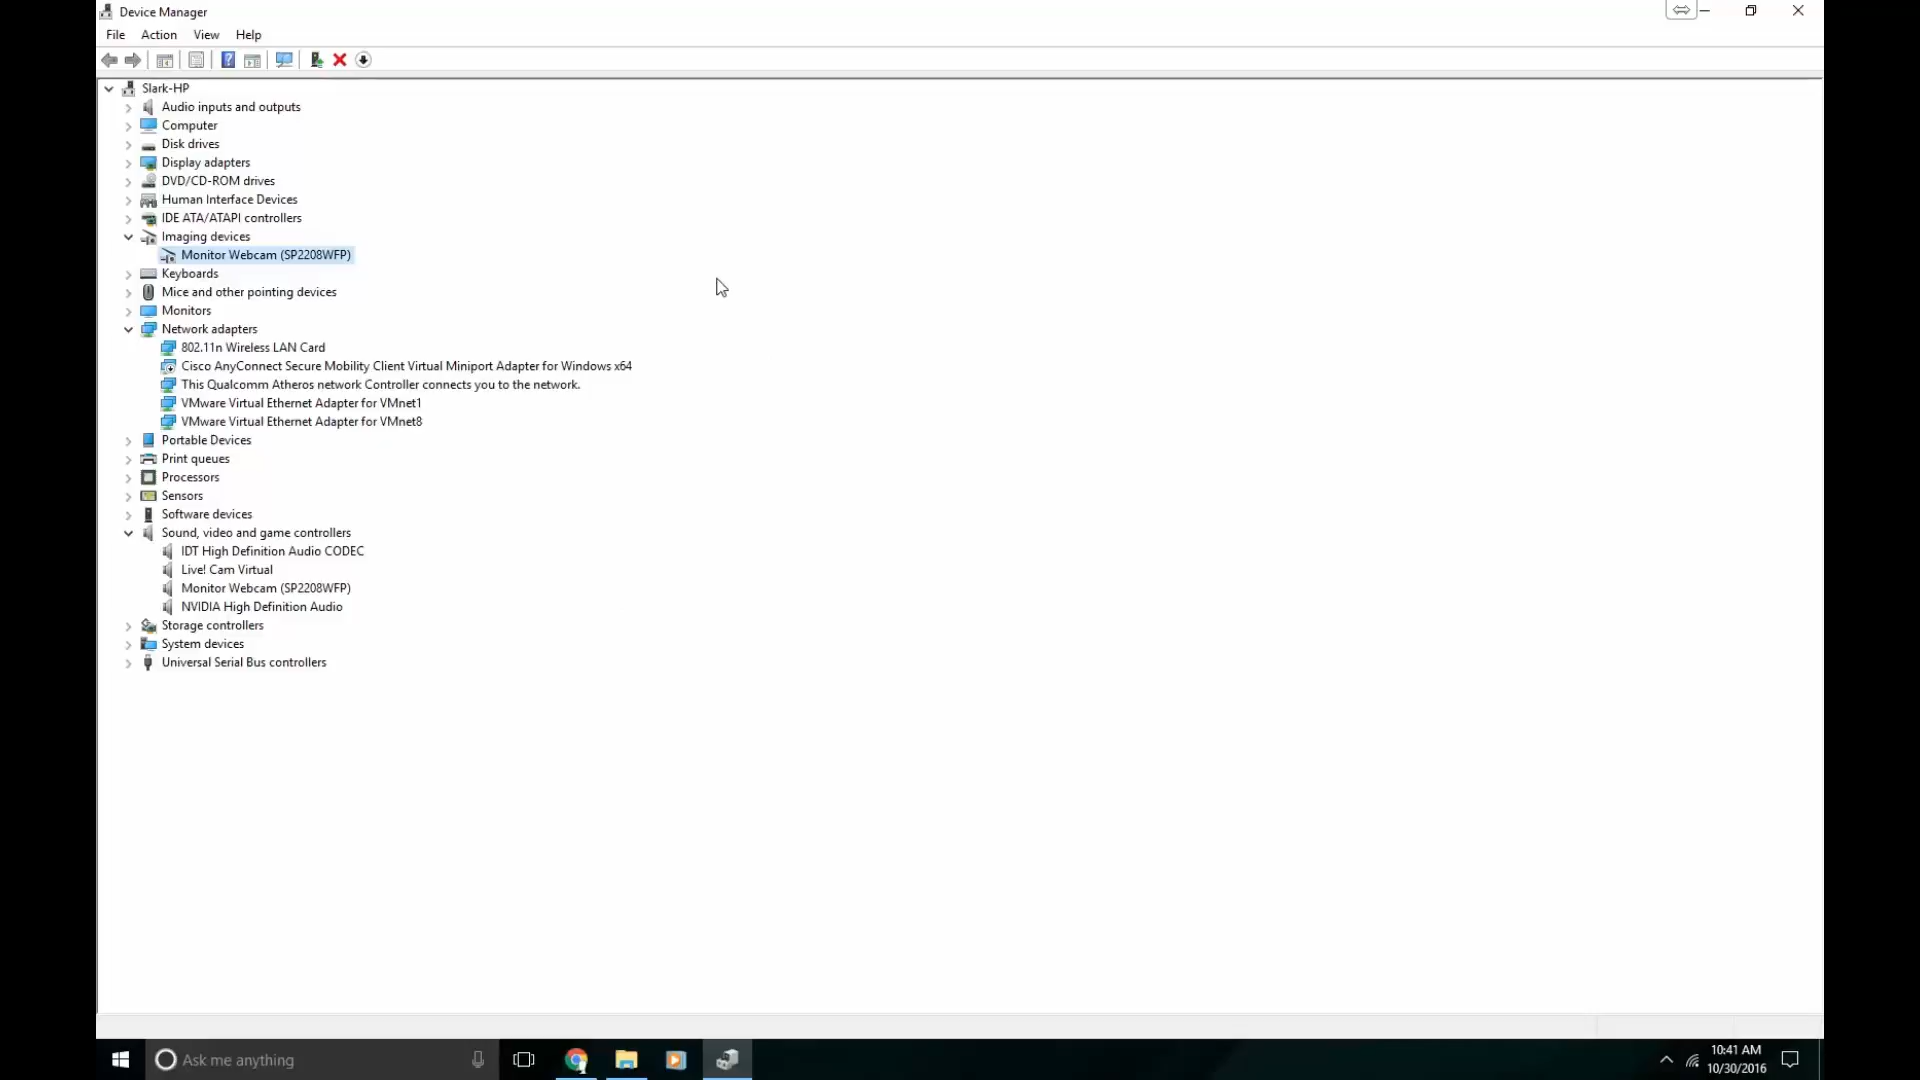 Device Manager
File Action View Help
Slark-HP
Audio inputs and outputs
Computer
Disk drives
Display adapters
DVD/CD-ROM drives
Human Interface Devices
IDE ATA/ATAPI controllers
Imaging devices
Monitor Webcam (SP2208WFP)
Keyboards
Mice and other pointing devices
Monitors
Network adapters
802.11n Wireless LAN Card
Cisco AnyConnect Secure Mobility Client Virtual Miniport Adapter for Windows x64
This Qualcomm Atheros network Controller connects you to the network.
VMware Virtual Ethernet Adapter for VMnet1
VMware Virtual Ethernet Adapter for VMnet8
Portable Devices
Print queues
Processors
Sensors
Software devices
Sound, video and game controllers
IDT High Definition Audio CODEC
Live! Cam Virtual
Monitor Webcam (SP2208WFP)
NVIDIA High Definition Audio
Storage controllers
System devices
Universal Serial Bus controllers
Ask me anything
10:41 AM
10/30/2016